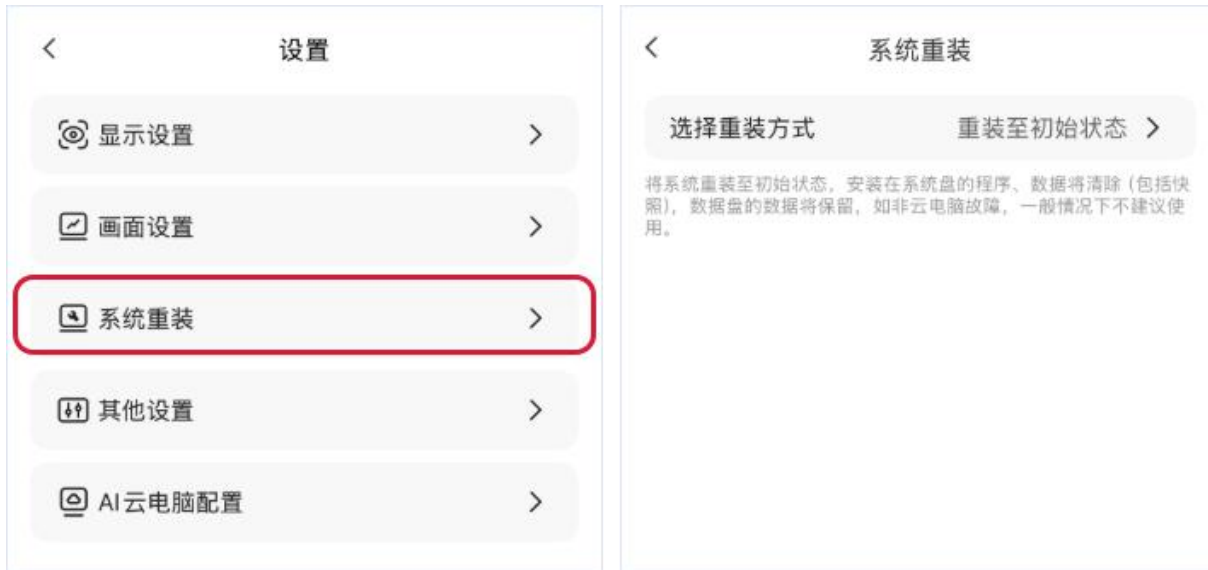 设置
显示设置
画面设置
系统重装
其他设置
AI云电脑配置
系统重装
选择重装方式 重装至初始状态
将系统重装至初始状态，安装在系统盘的程序、数据将清除（包括快
照），数据盘的数据将保留，如非云电脑故障，一般情况下不建议使
用。